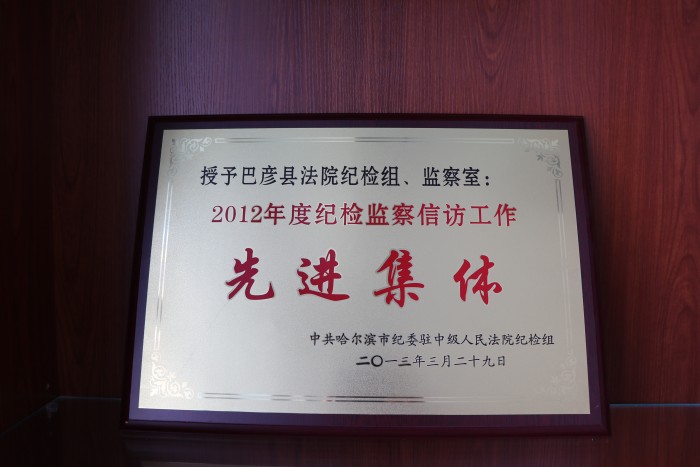 授予巴彦县法院纪检组、监察室：
2012年度纪检监察信访工作
先进集体
中共哈尔滨市纪委驻中级人民法院纪检组
二〇一三年三月二十九日